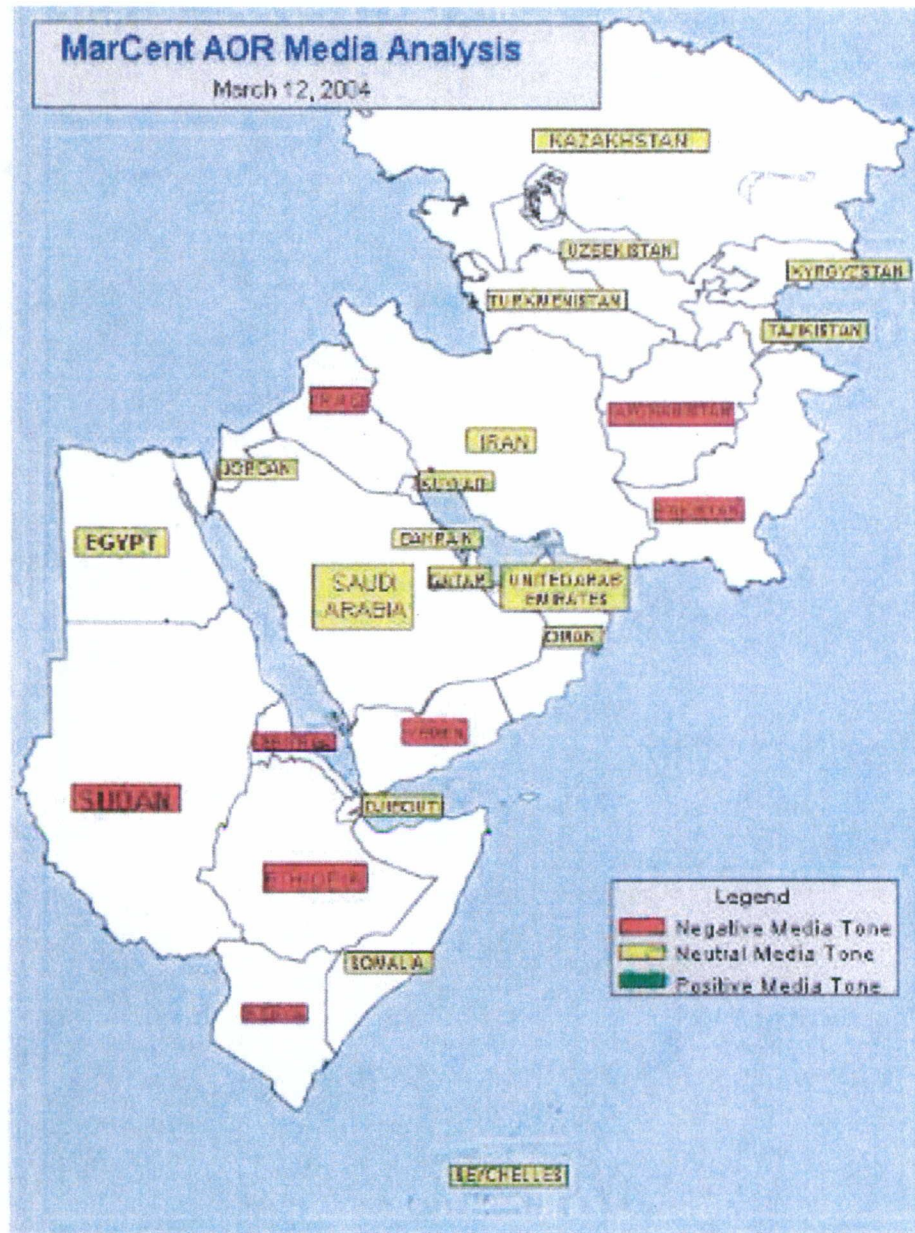 MarCent AOR Media Analysis
March 12, 2004
KAZAKHSTAN
UZBEKISTAN
KYRGYZSTAN
TURKMENISTAN
TAJIKISTAN
AFGHANISTAN
IRAN
JORDAN
KUWAIT
PAKISTAN
EGYPT
BAHRAIN
SAUDI
ARABIA
QATAR
UNITED ARAB
EMIRATES
OMAN
YEMEN
SUDAN
DJIBOUTI
ETHIOPIA
Legend
Negative Media Tone
Neutral Media Tone
Positive Media Tone
SOMALIA
SEYCHELLES